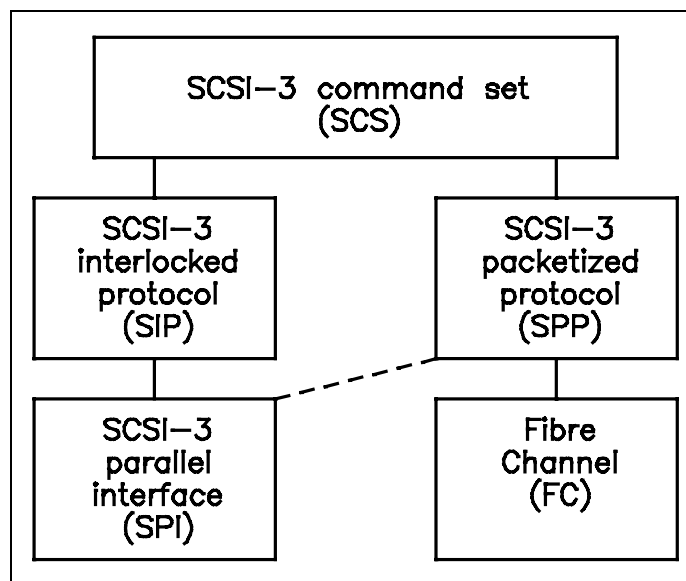 SCSI-3 command set
(SCS)
SCSI-3
interlocked
protocol
(SIP)
SCSI-3
packetized
protocol
(SPP)
SCSI-3
parallel
interface
(SPI)
Fibre
Channel
(FC)